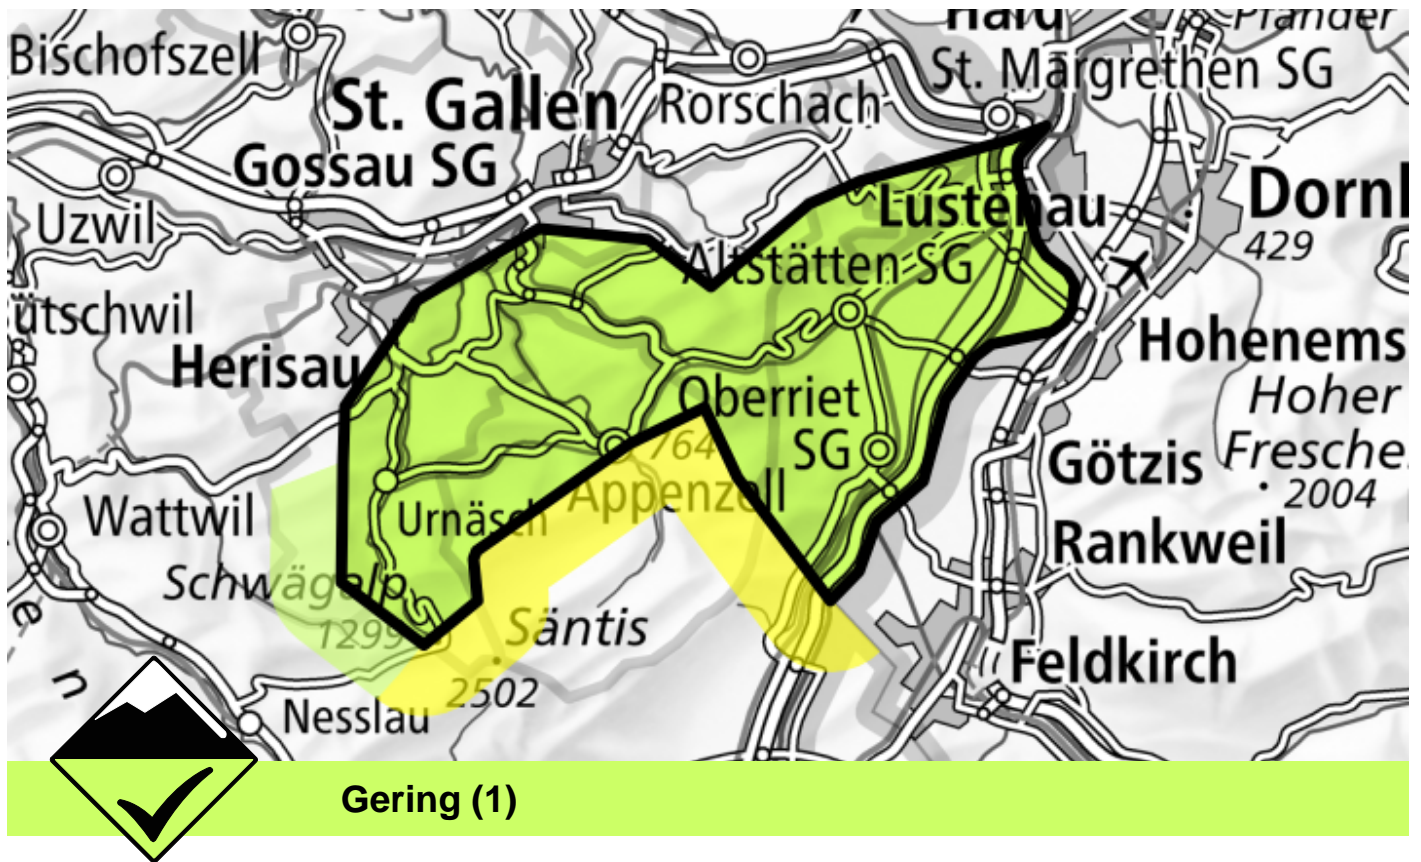 Hard
Pfänder
Bischofszell
St. Margrethen SG
St. Gallen
Rorschach
Gossau SG
Dornl
Uzwil
Lustenau
429
Altstätten SG
ütschwil
Herisau
Hohenems
Oberriet
SG
Hoher
764
Götzis
Fresche
2004
Wattwil
Urnäsch
Appenzell
Rankweil
Schwägalp
1299
Säntis
Feldkirch
2502
Nesslau
e
n
Gering (1)